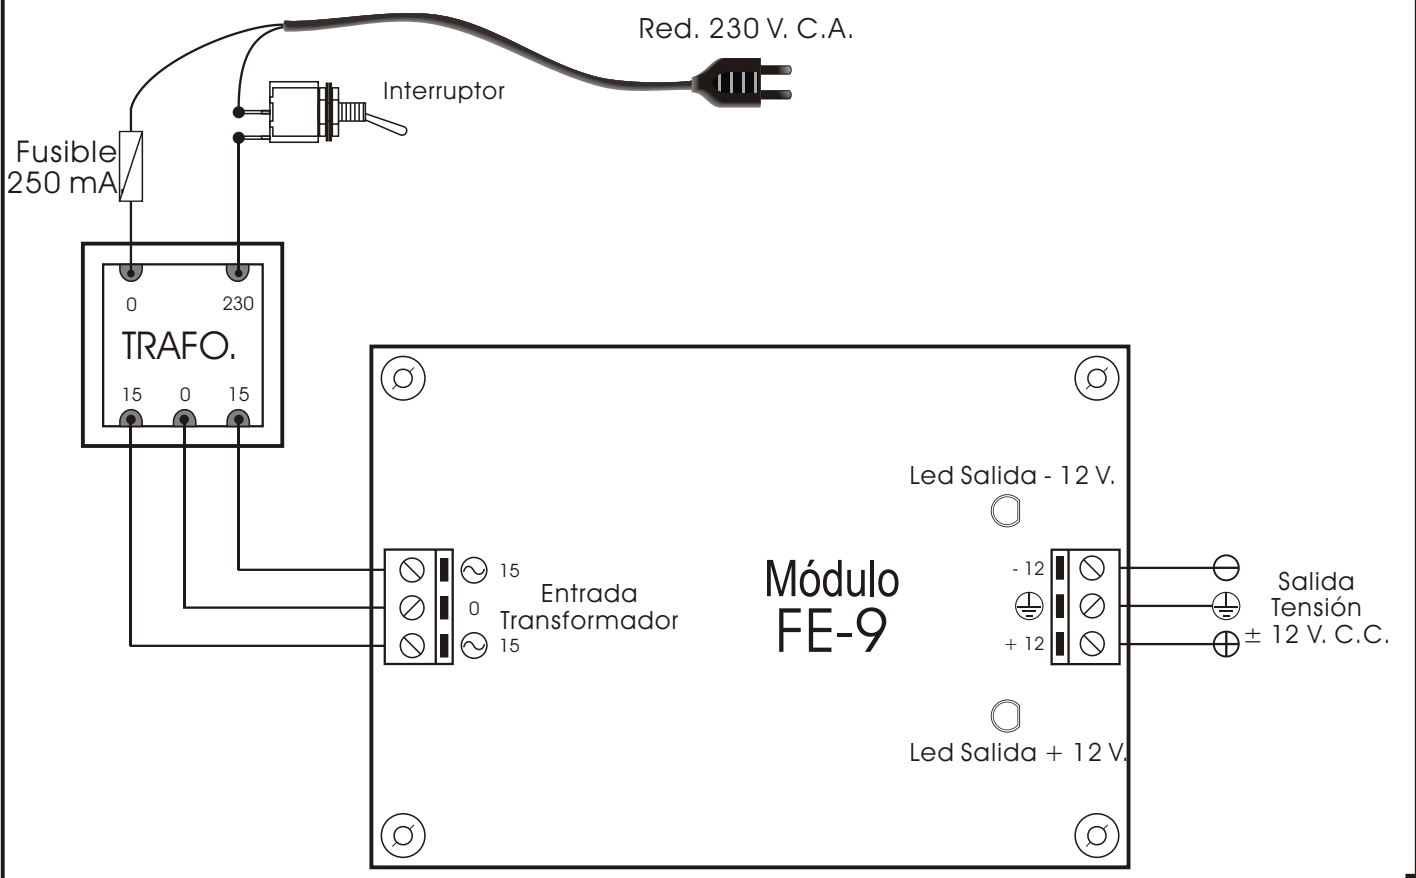 Red. 230 V. C.A.
Interruptor
Fusible
250 mA.
0 230
TRAFO.
15 0 15
Led Salida - 12 V.
15
0
15
Entrada
Transformador
Módulo
FE-9
- 12
+ 12
Salida
Tensión
± 12 V. C.C.
Led Salida + 12 V.